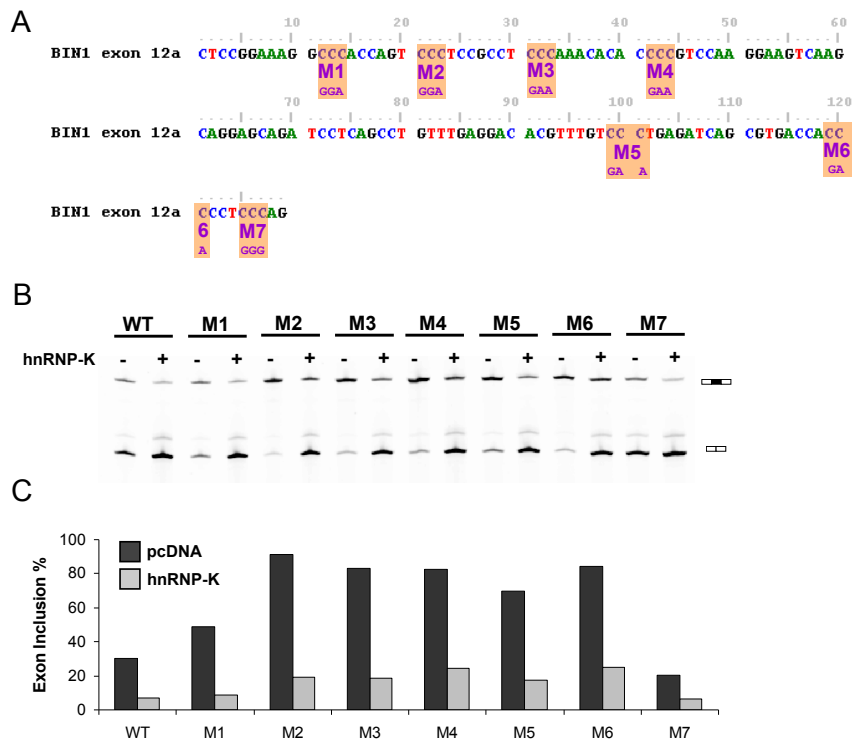 A
10 20 30 40 50 60
BIN1 exon 12a CTCCGGAAAG GCCCACCAGT CCCTCCGCCT CCCAAACACA CCCCGTCCAA GGAAGTCAAG
M1 M2 M3 M4
GGA GGA GAA GAA
70 80 90 100 110 120
BIN1 exon 12a CAGGAGCAGA TCCTCAGCCT GTTTGAGGAC ACGTTTGTCC CTGAGATCAG CGTGACCACC
M5 M6
GA A GA
BIN1 exon 12a CCCTCCCAG
6 M7
A GGG
B
WT M1 M2 M3 M4 M5 M6 M7
hnRNP-K - + - + - + - + - + - + - + - +
C
Exon Inclusion %
100
80
60
40
20
0
pcDNA
hnRNP-K
WT M1 M2 M3 M4 M5 M6 M7